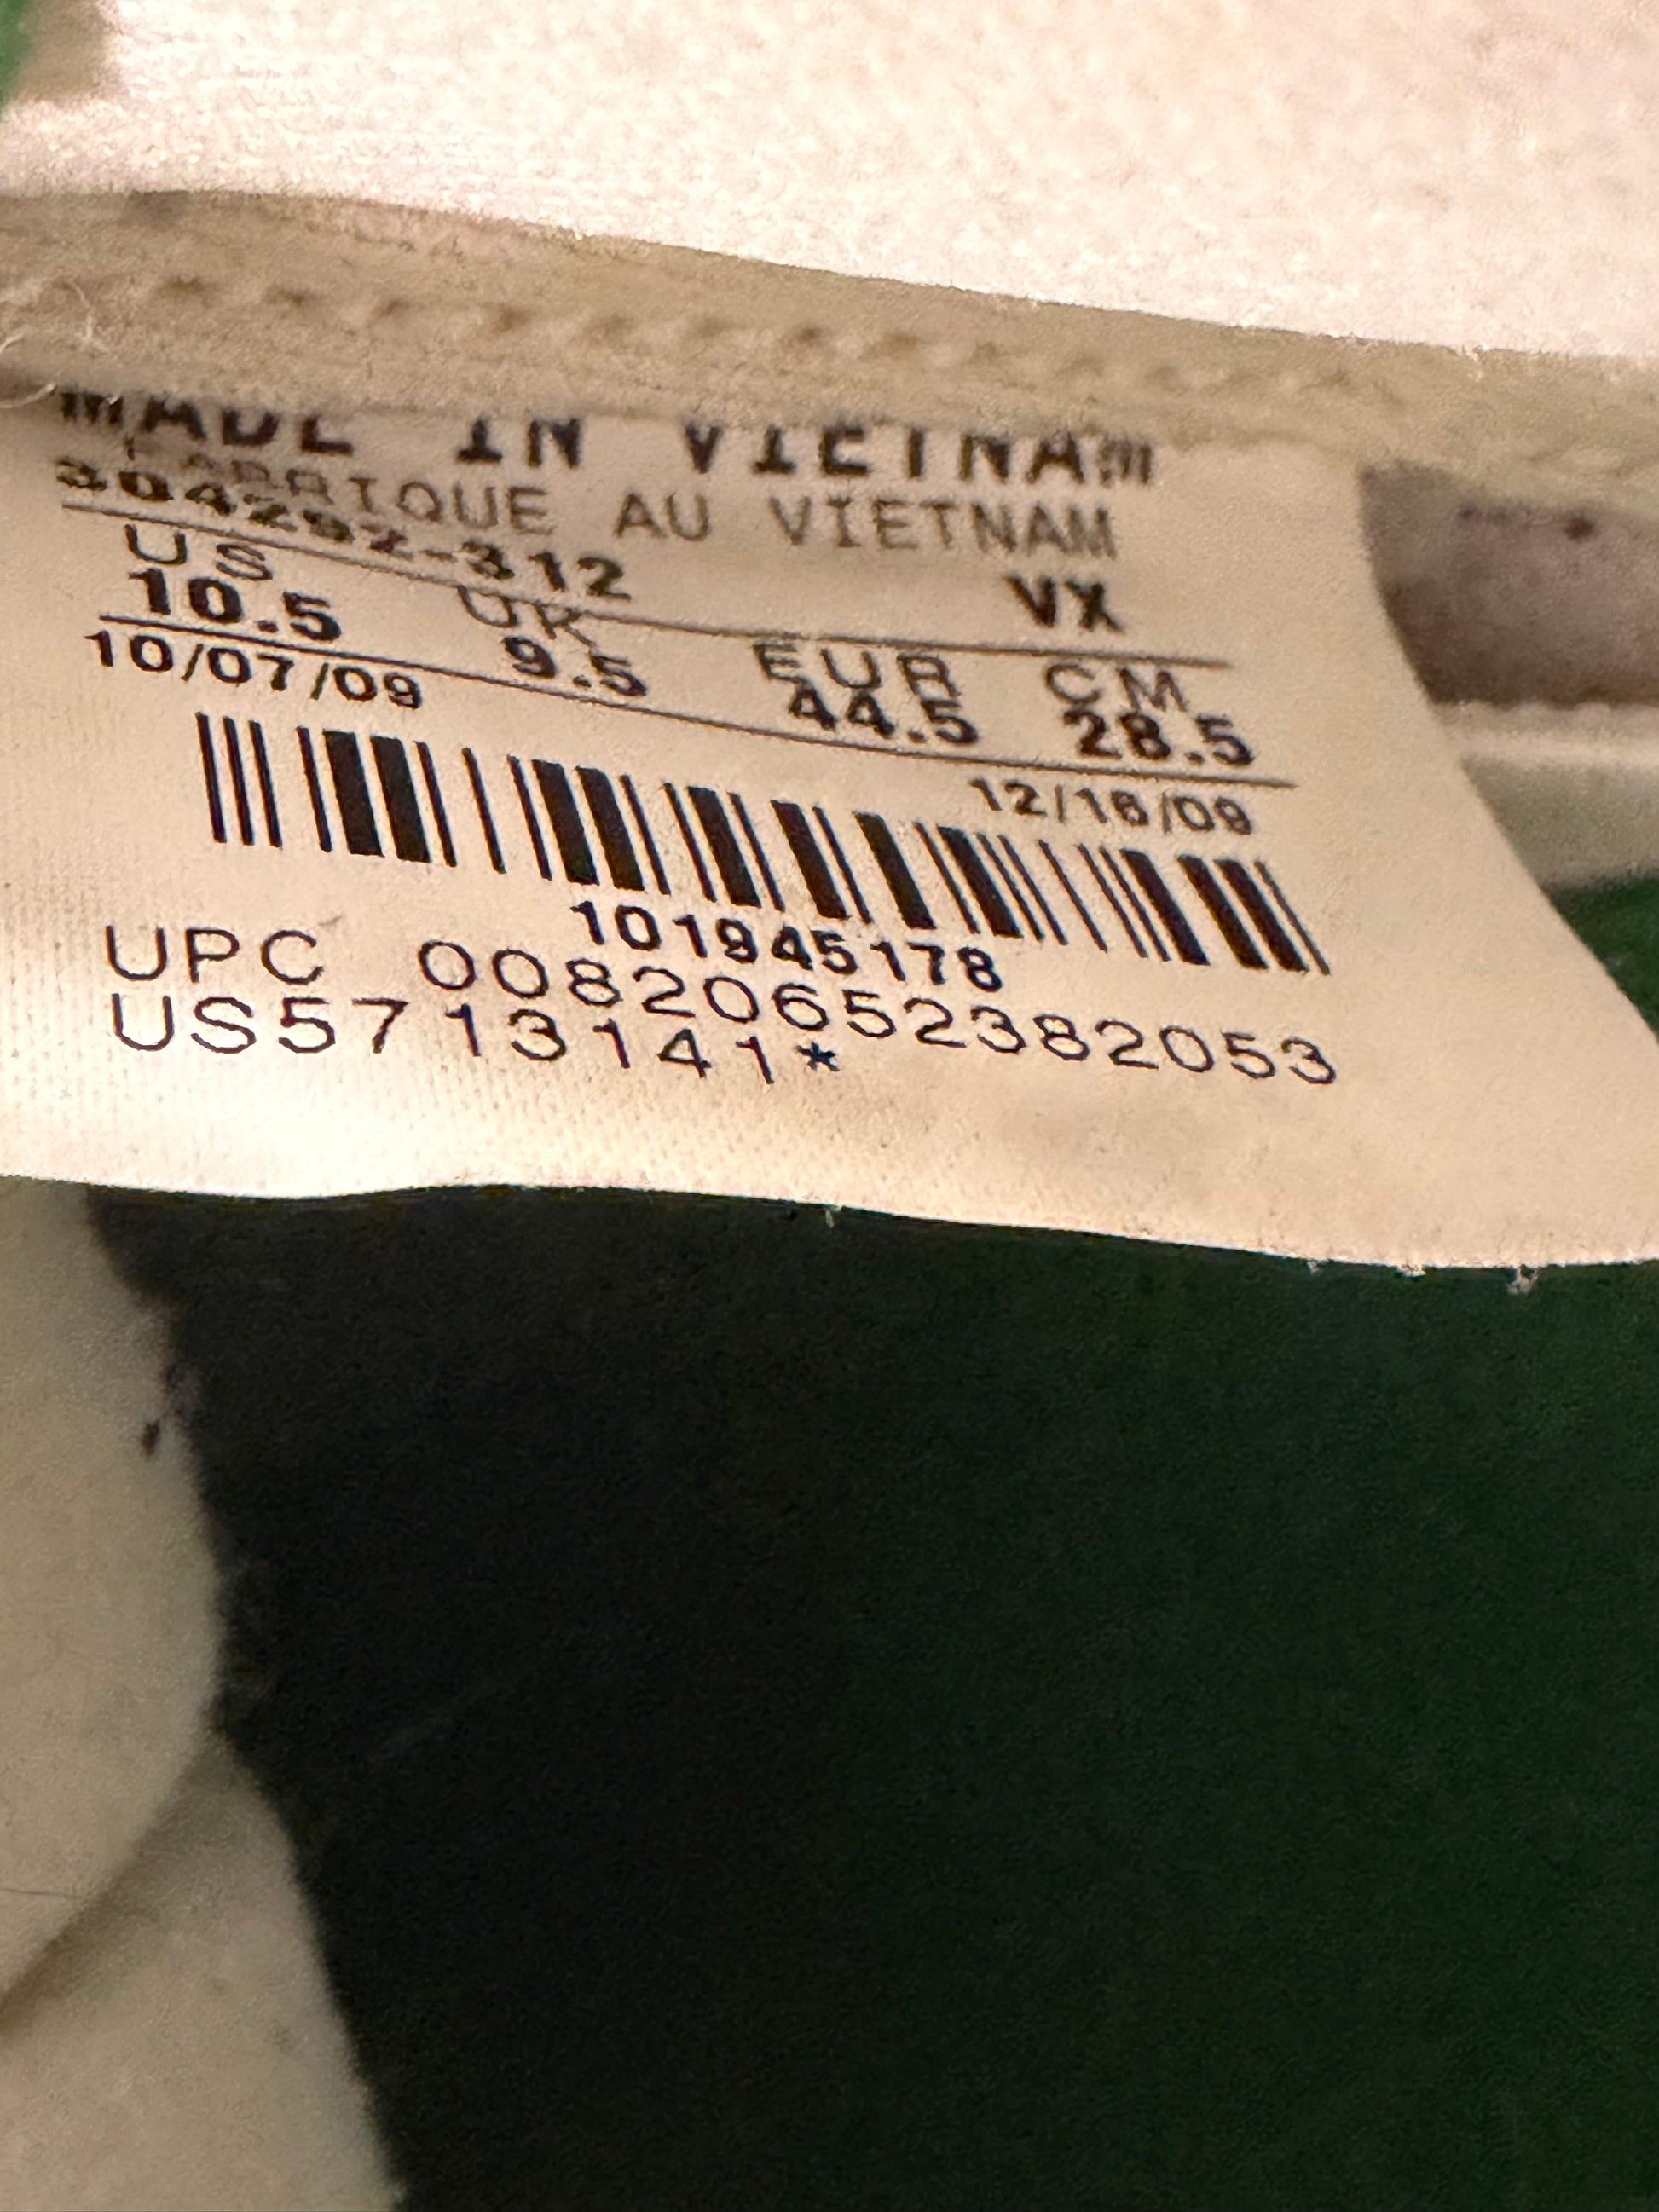 MADE IN VIETNAM
FABRIQUE AU VIETNAM
304292-312 VX
US UK EUR CM
10.5 9.5 44.5 28.5
10/07/09 12/16/09
101945178
UPC 00820652382053
US5713141*